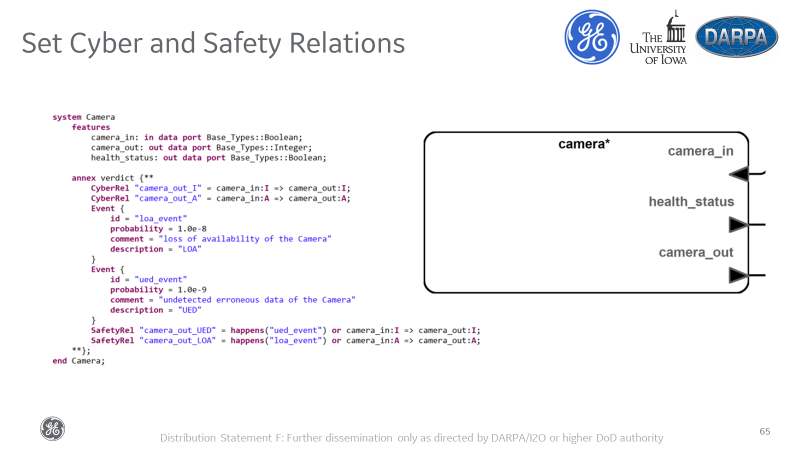 Set Cyber and Safety Relations
THE
UNIVERSITY
OF IOWA
DARPA
system Camera
features
camera_in: in data port Base_Types::Boolean;
camera_out: out data port Base_Types::Integer;
health_status: out data port Base_Types::Boolean;
annex verdict {**
CyberRel "camera_out_I" = camera_in:I => camera_out:I;
CyberRel "camera_out_A" = camera_in:A => camera_out:A;
Event {
id = "loa_event"
probability = 1.0e-8
comment = "loss of availability of the Camera"
description = "LOA"
}
Event {
id = "ued_event"
probability = 1.0e-9
comment = "undetected erroneous data of the Camera"
description = "UED"
}
SafetyRel "camera_out_UED" = happens("ued_event") or camera_in:I => camera_out:I;
SafetyRel "camera_out_LOA" = happens("loa_event") or camera_in:A => camera_out:A;
**};
end Camera;
camera*
camera_in
health_status
camera_out
Distribution Statement F: Further dissemination only as directed by DARPA/I2O or higher DoD authority
65